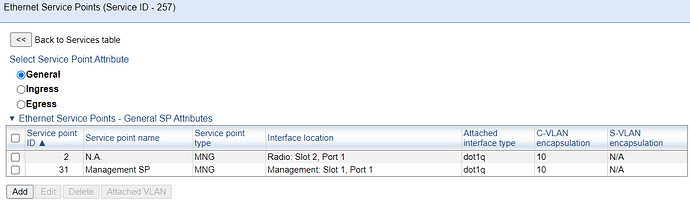 Ethernet Service Points (Service ID - 257)
<< Back to Services table
Select Service Point Attribute
General
Ingress
Egress
▼ Ethernet Service Points - General SP Attributes
Service point ID ▲ Service point name Service point type Interface location Attached interface type C-VLAN encapsulation S-VLAN encapsulation
2 N.A. MNG Radio: Slot 2, Port 1 dot1q 10 N/A
31 Management SP MNG Management: Slot 1, Port 1 dot1q 10 N/A
Add Edit Delete Attached VLAN